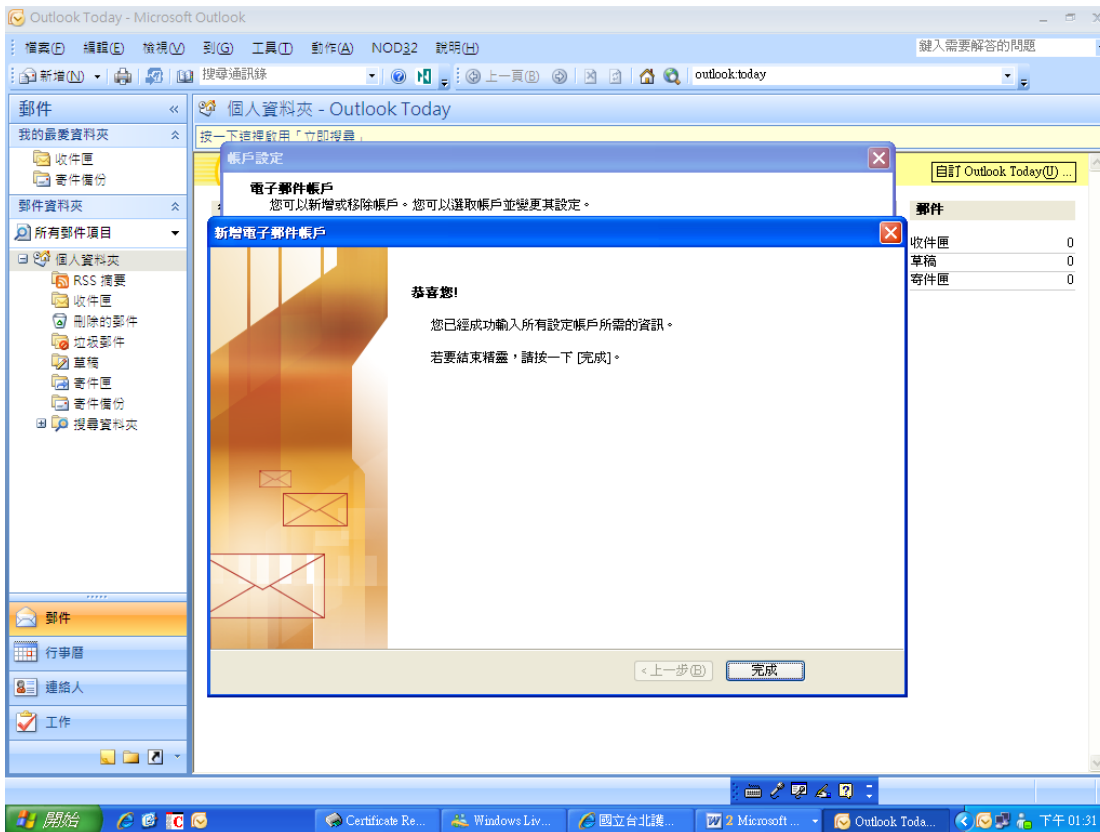 Outlook Today - Microsoft Outlook
檔案(F) 編輯(E) 檢視(V) 到(G) 工具(T) 動作(A) NOD32 說明(H) 鍵入需要解答的問題
新增(N) 搜尋通訊錄 上一頁(B) outlook:today
郵件 «
個人資料夾 - Outlook Today
我的最愛資料夾
按一下這裡啟用「立即搜尋」
收件匣
寄件備份
郵件資料夾
所有郵件項目
個人資料夾
RSS 摘要
收件匣
刪除的郵件
垃圾郵件
草稿
寄件匣
寄件備份
搜尋資料夾
自訂 Outlook Today(U) ...
郵件
收件匣 0
草稿 0
寄件匣 0
帳戶設定
電子郵件帳戶
您可以新增或移除帳戶。您可以選取帳戶並變更其設定。
新增電子郵件帳戶
恭喜您!
您已經成功輸入所有設定帳戶所需的資訊。
若要結束精靈，請按一下 [完成]。
<上一步(B) 完成
郵件
行事曆
連絡人
工作
開始 Certificate Re... Windows Liv... 國立台北護... 2 Microsoft ... Outlook Toda... 下午 01:31